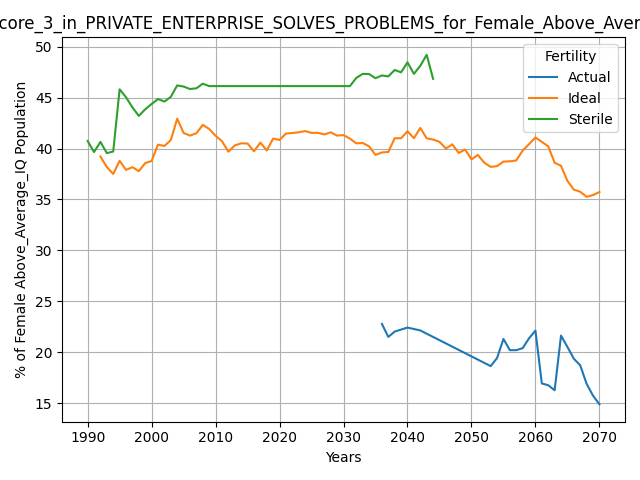 core_3_in_PRIVATE_ENTERPRISE_SOLVES_PROBLEMS_for_Female_Above_Aver
50
45
40
35
30
25
20
15
% of Female Above_Average_IQ Population
Fertility
Actual
Ideal
Sterile
1990 2000 2010 2020 2030 2040 2050 2060 2070
Years